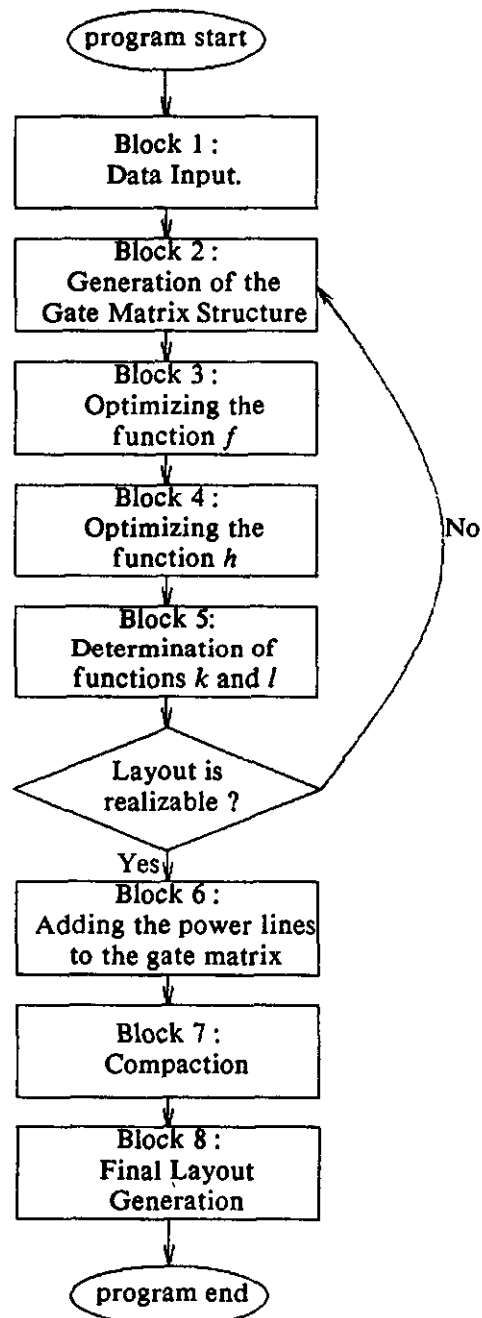 program start
Block 1 :
Data Input.
Block 2 :
Generation of the
Gate Matrix Structure
Block 3 :
Optimizing the
function f
Block 4 :
Optimizing the
function h
No
Block 5:
Determination of
functions k and l
Layout is
realizable ?
Yes
Block 6 :
Adding the power lines
to the gate matrix
Block 7 :
Compaction
Block 8 :
Final Layout
Generation
program end